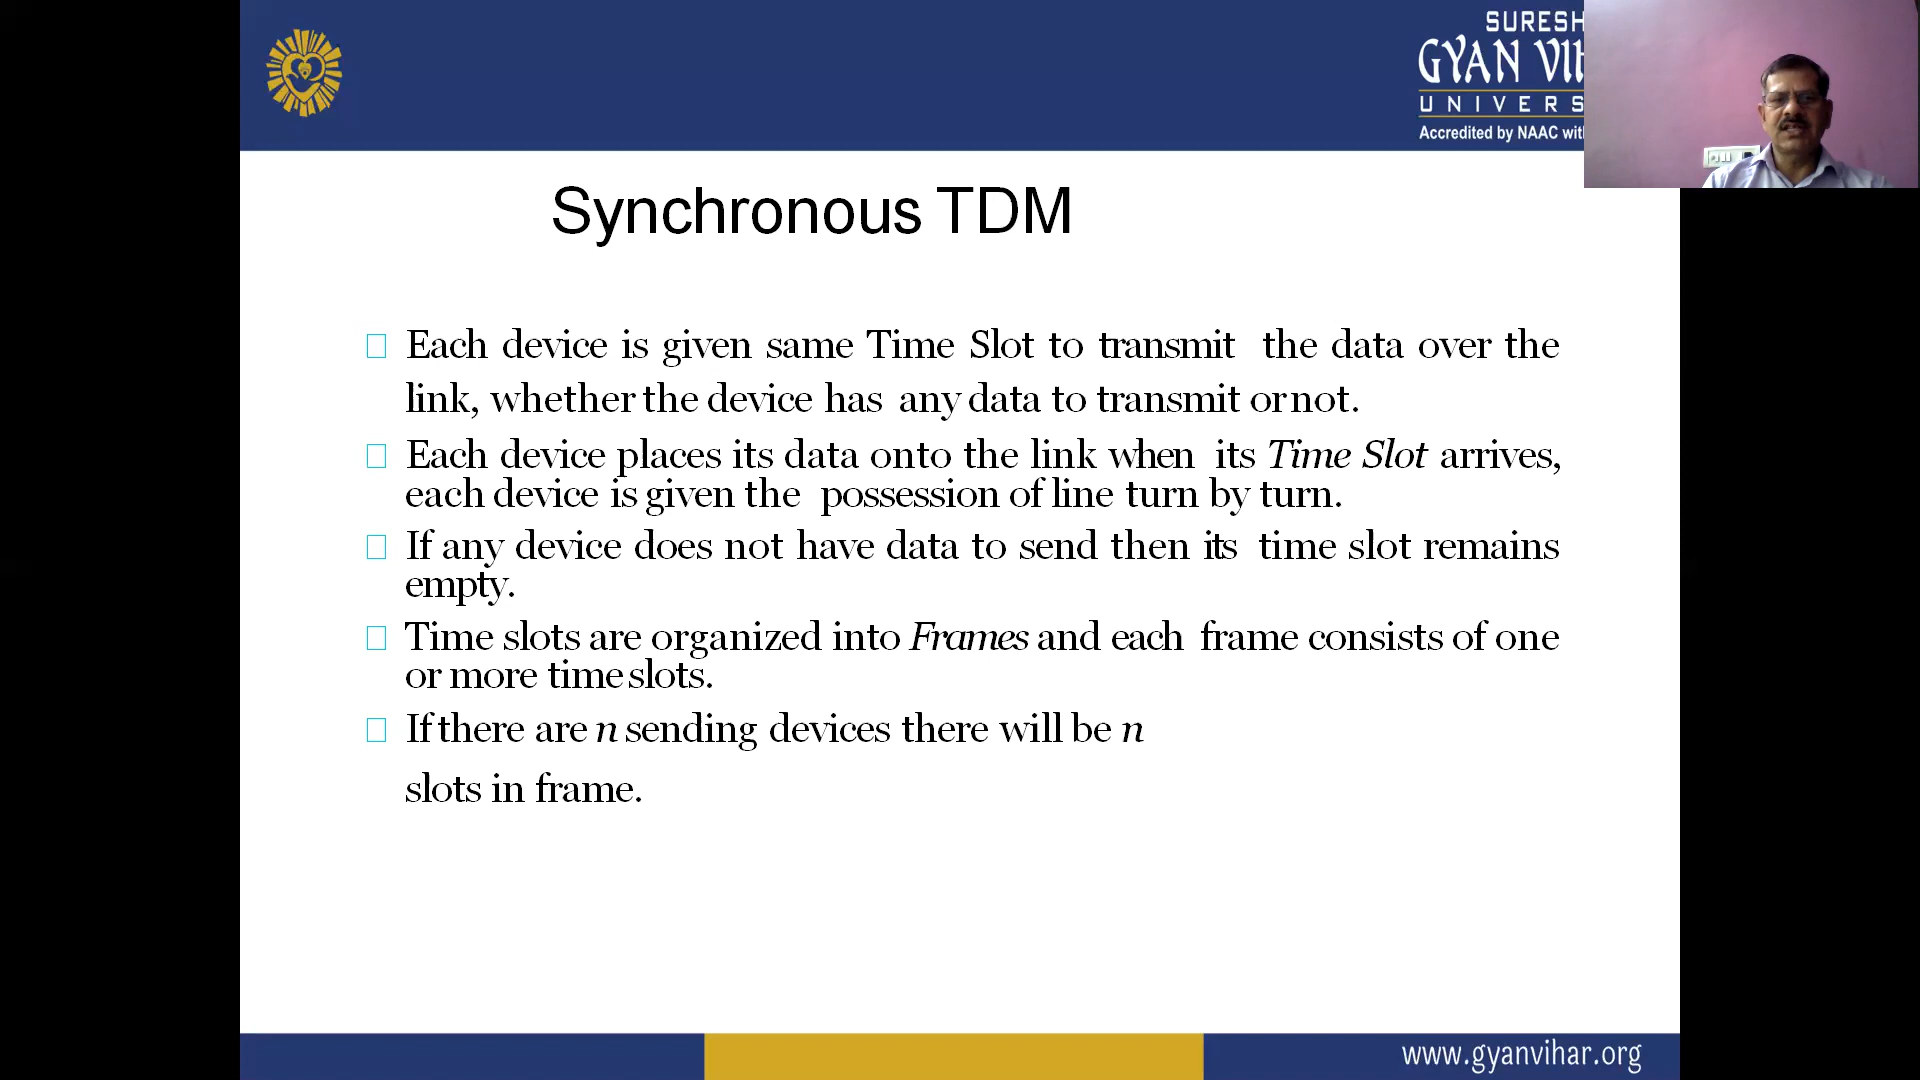 SURESH
GYAN VIH
UNIVERS
Accredited by NAAC with
Synchronous TDM
Each device is given same Time Slot to transmit the data over the
link, whether the device has any data to transmit or not.
Each device places its data onto the link when its Time Slot arrives,
each device is given the possession of line turn by turn.
If any device does not have data to send then its time slot remains
empty.
Time slots are organized into Frames and each frame consists of one
or more time slots.
If there are n sending devices there will be n
slots in frame.
www.gyanvihar.org